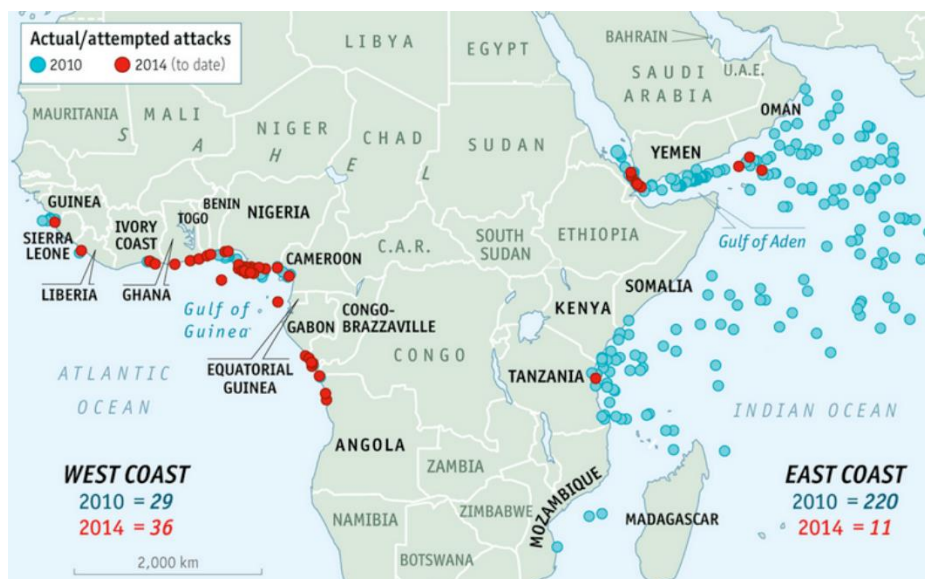 Actual/attempted attacks
2010
2014 (to date)
LIBYA
EGYPT
BAHRAIN
U.A.E.
SAUDI
ARABIA
OMAN
MAURITANIA
MALI
NIGER
CHAD
SUDAN
YEMEN
SAHEL
GUINEA
SIERRA
LEONE
LIBERIA
IVORY
COAST
GHANA
TOGO
BENIN
NIGERIA
CAMEROON
C.A.R.
SOUTH
SUDAN
ETHIOPIA
Gulf of Aden
SOMALIA
KENYA
Gulf of
Guinea
EQUATORIAL
GUINEA
GABON
CONGO-
BRAZZAVILLE
CONGO
TANZANIA
ATLANTIC
OCEAN
INDIAN OCEAN
ANGOLA
ZAMBIA
ZIMBABWE
MOZAMBIQUE
MADAGASCAR
NAMIBIA
BOTSWANA
WEST COAST
2010 = 29
2014 = 36
EAST COAST
2010 = 220
2014 = 11
2,000 km